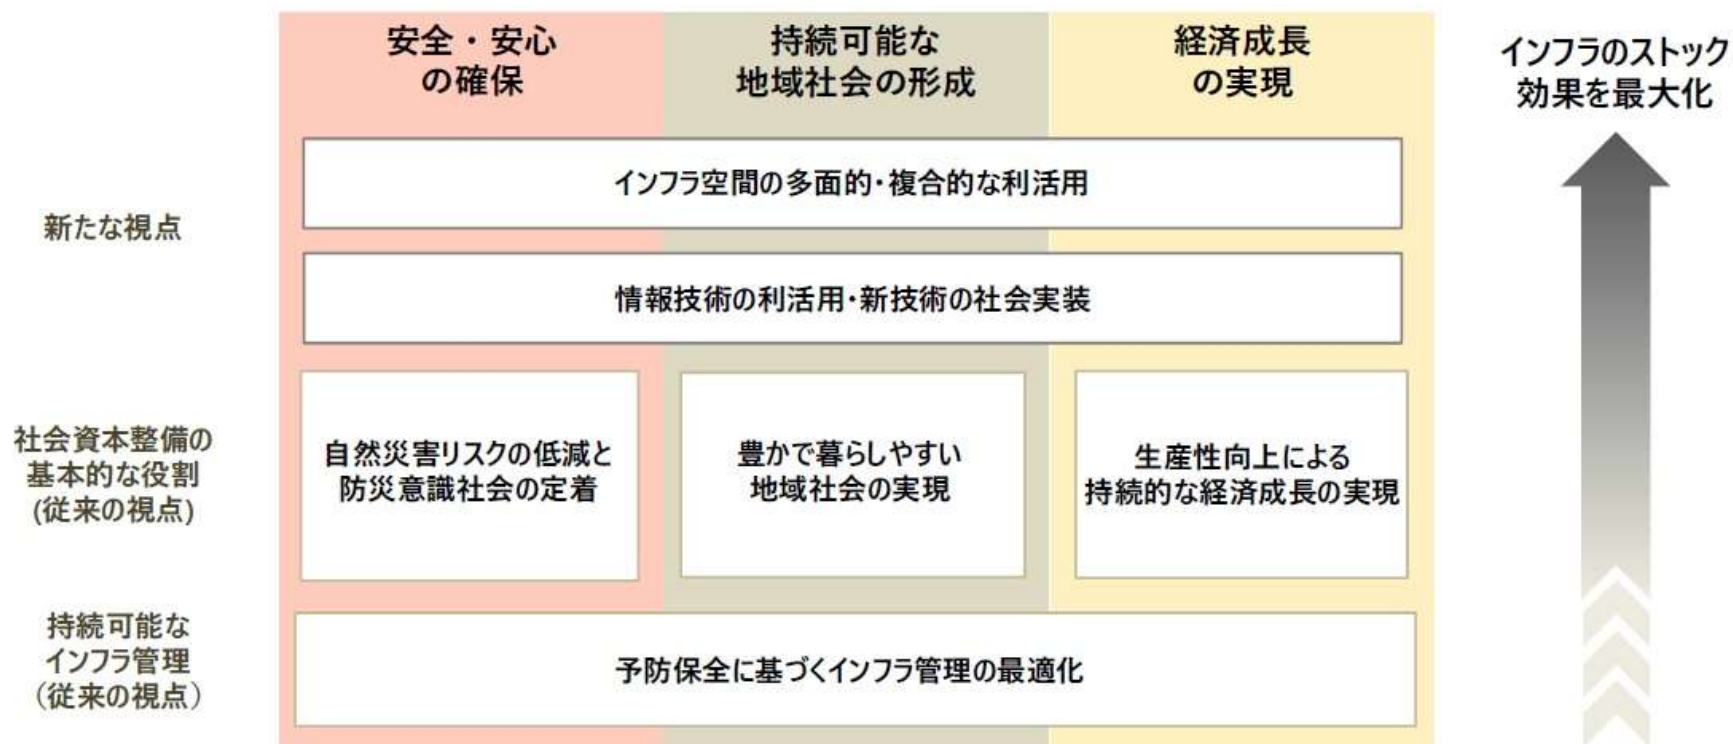 安全・安心
の確保
持続可能な
地域社会の形成
経済成長
の実現
インフラのストック
効果を最大化
新たな視点
インフラ空間の多面的・複合的な利活用
情報技術の利活用・新技術の社会実装
社会資本整備の
基本的な役割
(従来の視点)
自然災害リスクの低減と
防災意識社会の定着
豊かで暮らしやすい
地域社会の実現
生産性向上による
持続的な経済成長の実現
持続可能な
インフラ管理
（従来の視点）
予防保全に基づくインフラ管理の最適化